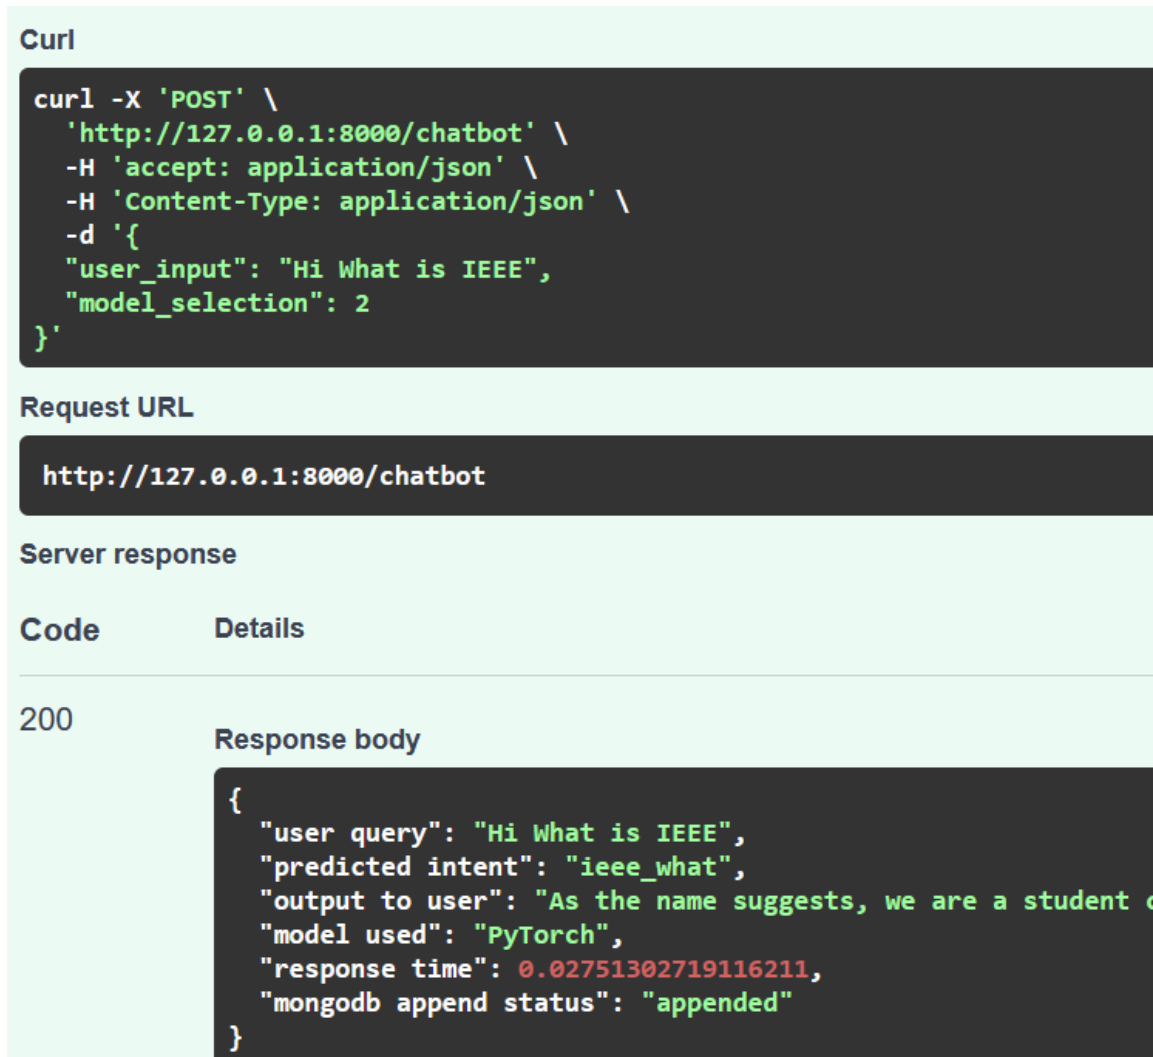 Curl
curl -X 'POST' \
'http://127.0.0.1:8000/chatbot' \
-H 'accept: application/json' \
-H 'Content-Type: application/json' \
-d '{
"user_input": "Hi What is IEEE",
"model_selection": 2
}'
Request URL
http://127.0.0.1:8000/chatbot
Server response
Code Details
200
Response body
{
"user query": "Hi What is IEEE",
"predicted intent": "ieee_what",
"output to user": "As the name suggests, we are a student
"model used": "PyTorch",
"response time": 0.02751302719116211,
"mongodb append status": "appended"
}